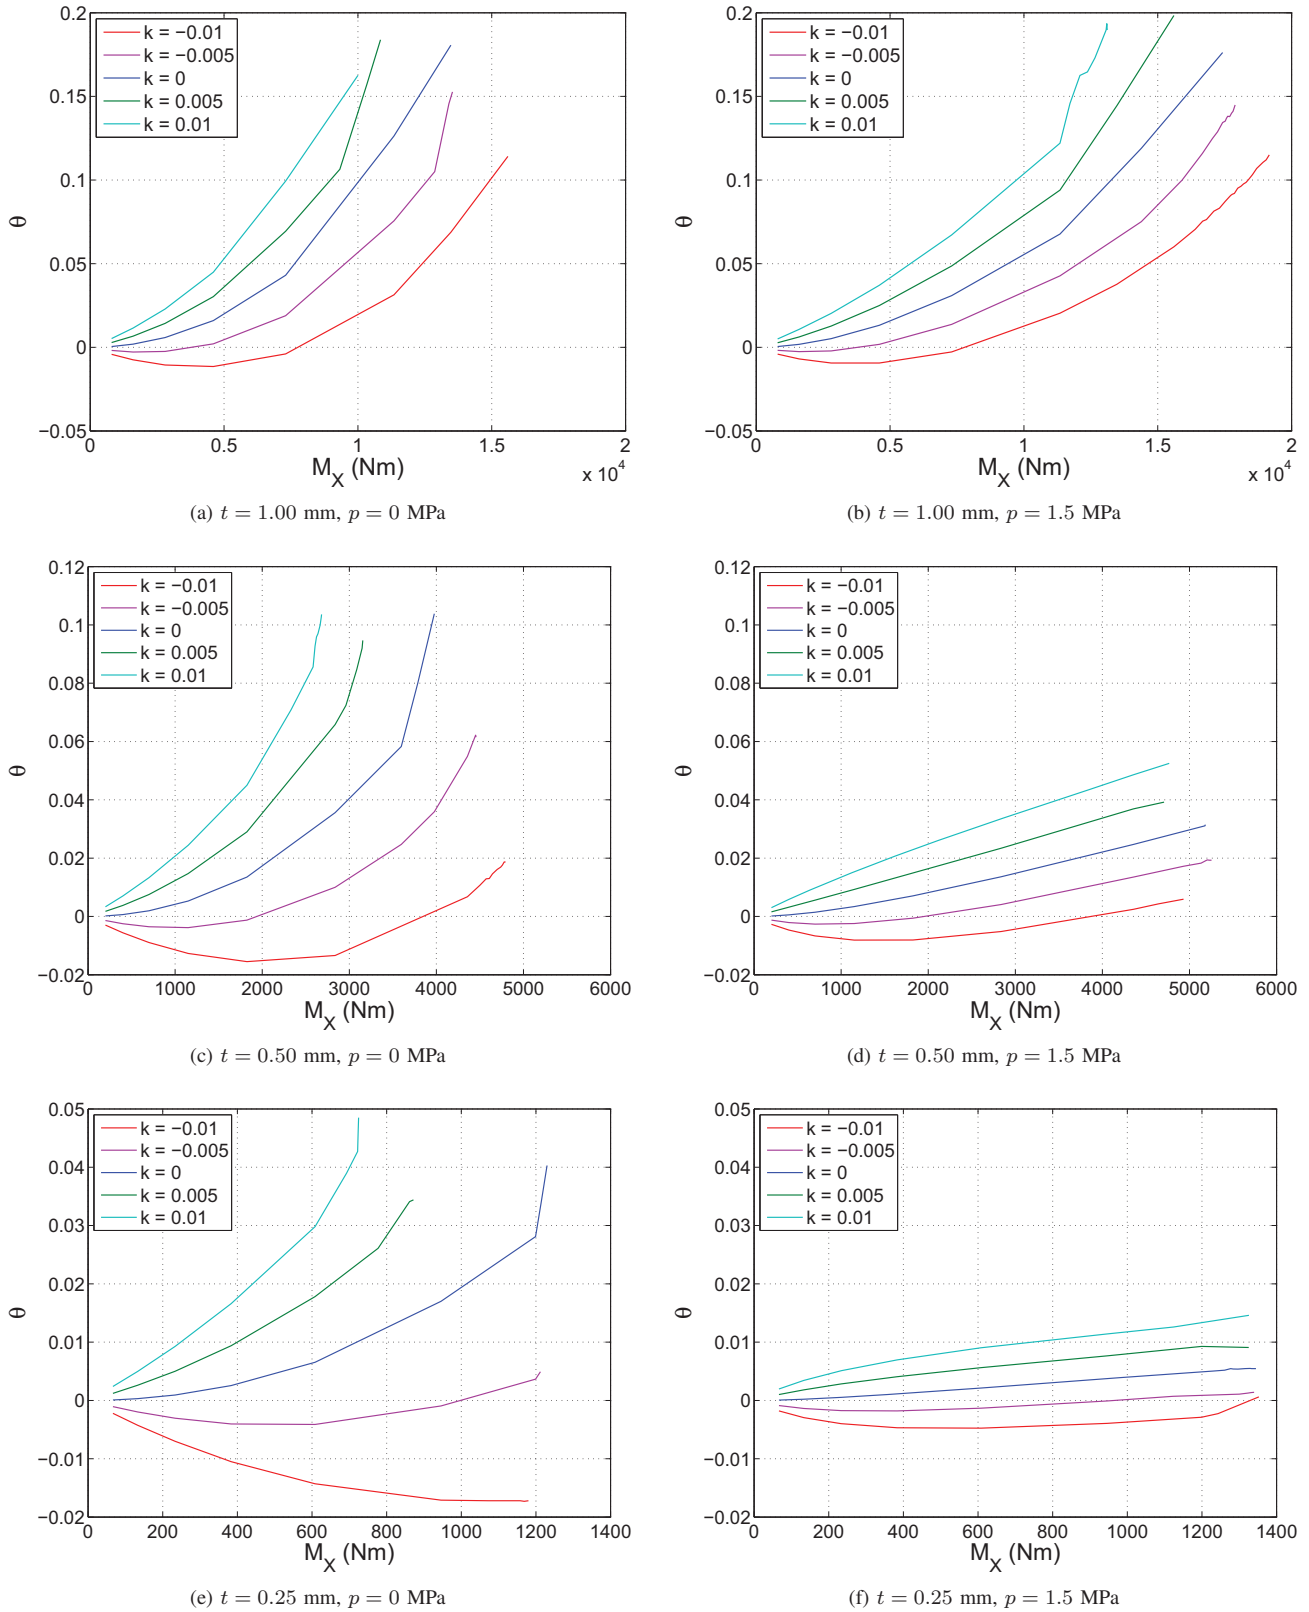 0.2
0.15
0.1
0.05
0
−0.05
θ
k = −0.01
k = −0.005
k = 0
k = 0.005
k = 0.01
0 0.5 1 1.5 2
x 10^4
M_X (Nm)
(a) t = 1.00 mm, p = 0 MPa
0.2
0.15
0.1
0.05
0
−0.05
θ
k = −0.01
k = −0.005
k = 0
k = 0.005
k = 0.01
0 0.5 1 1.5 2
x 10^4
M_X (Nm)
(b) t = 1.00 mm, p = 1.5 MPa
0.12
0.1
0.08
0.06
0.04
0.02
0
−0.02
θ
k = −0.01
k = −0.005
k = 0
k = 0.005
k = 0.01
0 1000 2000 3000 4000 5000 6000
M_X (Nm)
(c) t = 0.50 mm, p = 0 MPa
0.12
0.1
0.08
0.06
0.04
0.02
0
−0.02
θ
k = −0.01
k = −0.005
k = 0
k = 0.005
k = 0.01
0 1000 2000 3000 4000 5000 6000
M_X (Nm)
(d) t = 0.50 mm, p = 1.5 MPa
0.05
0.04
0.03
0.02
0.01
0
−0.01
−0.02
θ
k = −0.01
k = −0.005
k = 0
k = 0.005
k = 0.01
0 200 400 600 800 1000 1200 1400
M_X (Nm)
(e) t = 0.25 mm, p = 0 MPa
0.05
0.04
0.03
0.02
0.01
0
−0.01
−0.02
θ
k = −0.01
k = −0.005
k = 0
k = 0.005
k = 0.01
0 200 400 600 800 1000 1200 1400
M_X (Nm)
(f) t = 0.25 mm, p = 1.5 MPa